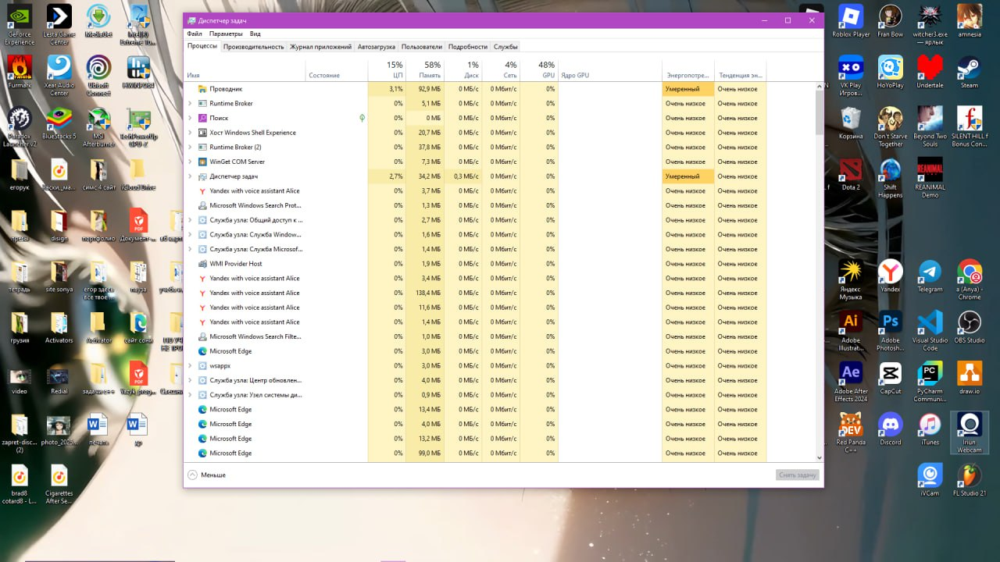 GeForce Experience
Lesta Game Center
MediaGet
Intel(R) Extreme Tu...
Furmark
Xear Audio Center
Ubisoft Connect
HWiNFO64
Paradox Launcher v2
BlueStacks 5
MSI Afterburner
TechPowerUp GPU-Z
егорук
симс 4 сайт
iCloud Drive
disign
портфолио
Документ-...
тетрадь
site sonya
егор здесь все твое ...
пауза
грузия
Activators
Activator
сайт сони
video
Redial
задачи с++
Yazyk_prog...
zapret-disc... (2)
photo_2025...
печать
др
brad8 cotard8 - L...
Cigarettes After Se...
Диспетчер задач
Файл Параметры Вид
Процессы Производительность Журнал приложений Автозагрузка Пользователи Подробности Службы
15% 58% 1% 4% 48%
Имя Состояние ЦП Память Диск Сеть GPU Ядро GPU Энергопотре... Тенденция эн...
Проводник 3,1% 92,9 МБ 0 МБ/с 0 Мбит/с 0% Умеренный Очень низкое
Runtime Broker 0% 5,1 МБ 0 МБ/с 0 Мбит/с 0% Очень низкое Очень низкое
Поиск 0% 0 МБ 0 МБ/с 0 Мбит/с 0% Очень низкое Очень низкое
Хост Windows Shell Experience 0% 20,7 МБ 0 МБ/с 0 Мбит/с 0% Очень низкое Очень низкое
Runtime Broker (2) 0% 37,8 МБ 0 МБ/с 0 Мбит/с 0% Очень низкое Очень низкое
WinGet COM Server 0% 7,3 МБ 0 МБ/с 0 Мбит/с 0% Очень низкое Очень низкое
Диспетчер задач 2,7% 34,2 МБ 0,3 МБ/с 0 Мбит/с 0% Умеренный Очень низкое
Yandex with voice assistant Alice 0% 3,7 МБ 0 МБ/с 0 Мбит/с 0% Очень низкое Очень низкое
Microsoft Windows Search Prot... 0% 1,3 МБ 0 МБ/с 0 Мбит/с 0% Очень низкое Очень низкое
Служба узла: Общий доступ к ... 0% 2,7 МБ 0 МБ/с 0 Мбит/с 0% Очень низкое Очень низкое
Служба узла: Служба Window... 0% 1,6 МБ 0 МБ/с 0 Мбит/с 0% Очень низкое Очень низкое
Служба узла: Служба Microsof... 0% 1,4 МБ 0 МБ/с 0 Мбит/с 0% Очень низкое Очень низкое
WMI Provider Host 0% 1,9 МБ 0 МБ/с 0 Мбит/с 0% Очень низкое Очень низкое
Yandex with voice assistant Alice 0% 3,4 МБ 0 МБ/с 0 Мбит/с 0% Очень низкое Очень низкое
Yandex with voice assistant Alice 0% 138,4 МБ 0 МБ/с 0 Мбит/с 0% Очень низкое Очень низкое
Yandex with voice assistant Alice 0% 11,6 МБ 0 МБ/с 0 Мбит/с 0% Очень низкое Очень низкое
Yandex with voice assistant Alice 0% 1,4 МБ 0 МБ/с 0 Мбит/с 0% Очень низкое Очень низкое
Microsoft Windows Search Filte... 0% 1,0 МБ 0 МБ/с 0 Мбит/с 0% Очень низкое Очень низкое
Microsoft Edge 0% 3,0 МБ 0 МБ/с 0 Мбит/с 0% Очень низкое Очень низкое
wsappx 0% 3,0 МБ 0 МБ/с 0 Мбит/с 0% Очень низкое Очень низкое
Служба узла: Центр обновлен... 0% 4,0 МБ 0 МБ/с 0 Мбит/с 0% Очень низкое Очень низкое
Служба узла: Узел системы ди... 0% 0,9 МБ 0 МБ/с 0 Мбит/с 0% Очень низкое Очень низкое
Microsoft Edge 0% 13,4 МБ 0 МБ/с 0 Мбит/с 0% Очень низкое Очень низкое
Microsoft Edge 0% 4,0 МБ 0 МБ/с 0 Мбит/с 0% Очень низкое Очень низкое
Microsoft Edge 0% 13,2 МБ 0 МБ/с 0 Мбит/с 0% Очень низкое Очень низкое
Microsoft Edge 0% 99,0 МБ 0 МБ/с 0 Мбит/с 0% Очень низкое Очень низкое
Меньше Снять задачу
Roblox Player
Fran Bow
witcher3.exe — ярлык
amnesia
VK Play Игров...
HoYoPlay
Undertale
Steam
Корзина
Don't Starve Together
Beyond Two Souls
SILENT HILL f Bonus Con...
Dota 2
Shift Happens
REANIMAL
REANIMAL Demo
Яндекс Музыка
Yandex
Telegram
a (Anya) - Chrome
Adobe Illustrat...
Adobe Photosh...
Visual Studio Code
OBS Studio
Adobe After Effects 2024
CapCut
PyCharm Communi...
draw.io
DEV
Red Panda C++
Discord
iTunes
Iriun Webcam
iVCam
FL Studio 21